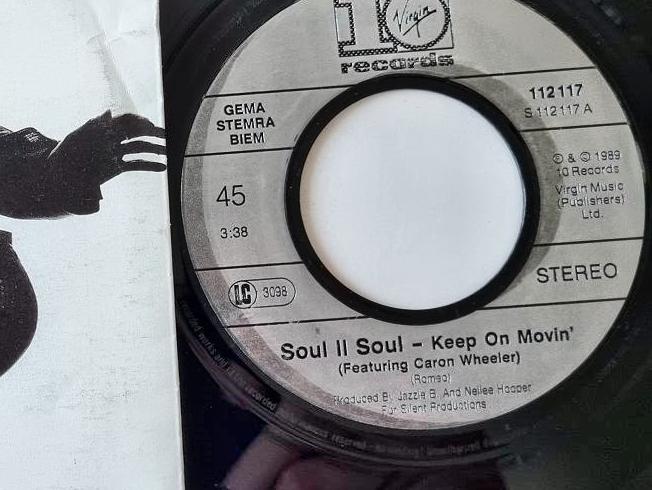 10
Virgin
records
GEMA
STEMRA
BIEM
45
3:38
LC 3098
112117
S 112117 A
℗ & © 1989
10 Records
Virgin Music
(Publishers)
Ltd.
STEREO
Soul II Soul – Keep On Movin'
(Featuring Caron Wheeler)
(Romeo)
Produced By Jazzie B. And Nellee Hooper
For Silent Productions